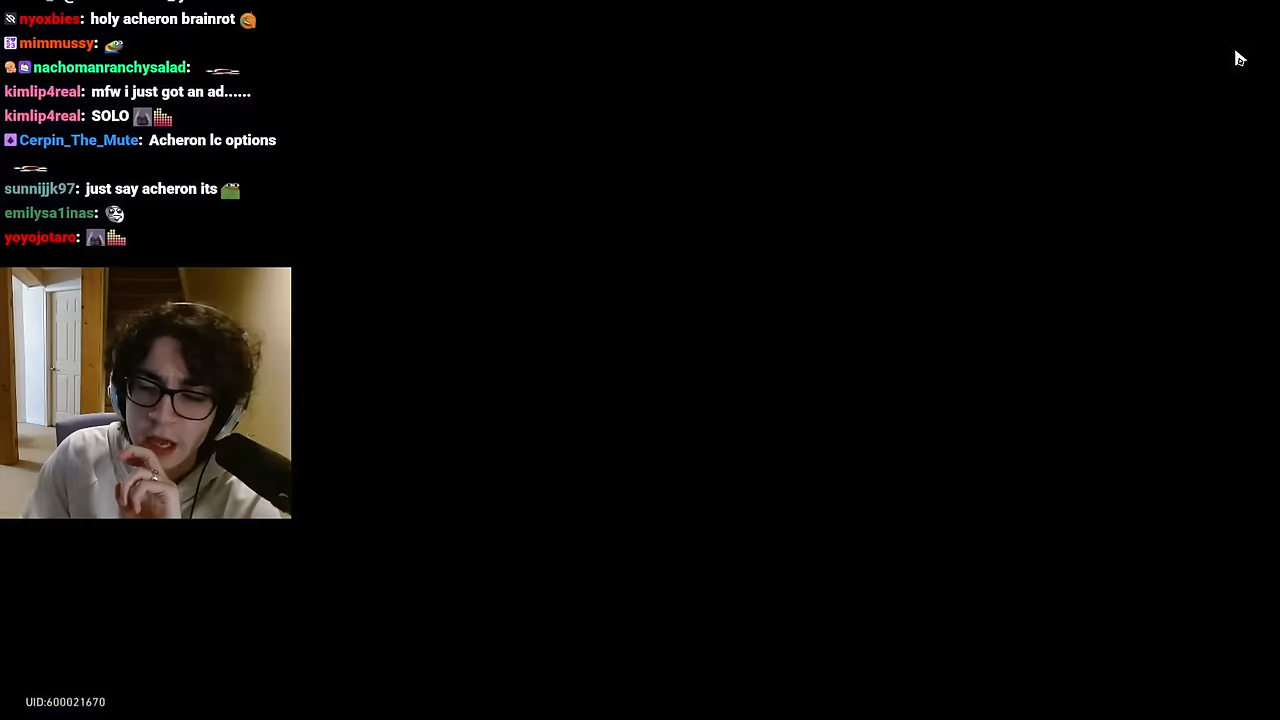 nyoxbies: holy acheron brainrot
mimmussy:
nachomanranchysalad:
kimlip4real: mfw i just got an ad......
kimlip4real: SOLO
Cerpin_The_Mute: Acheron lc options
sunnijjk97: just say acheron its
emilysa1inas:
yoyojotaro:
UID:600021670